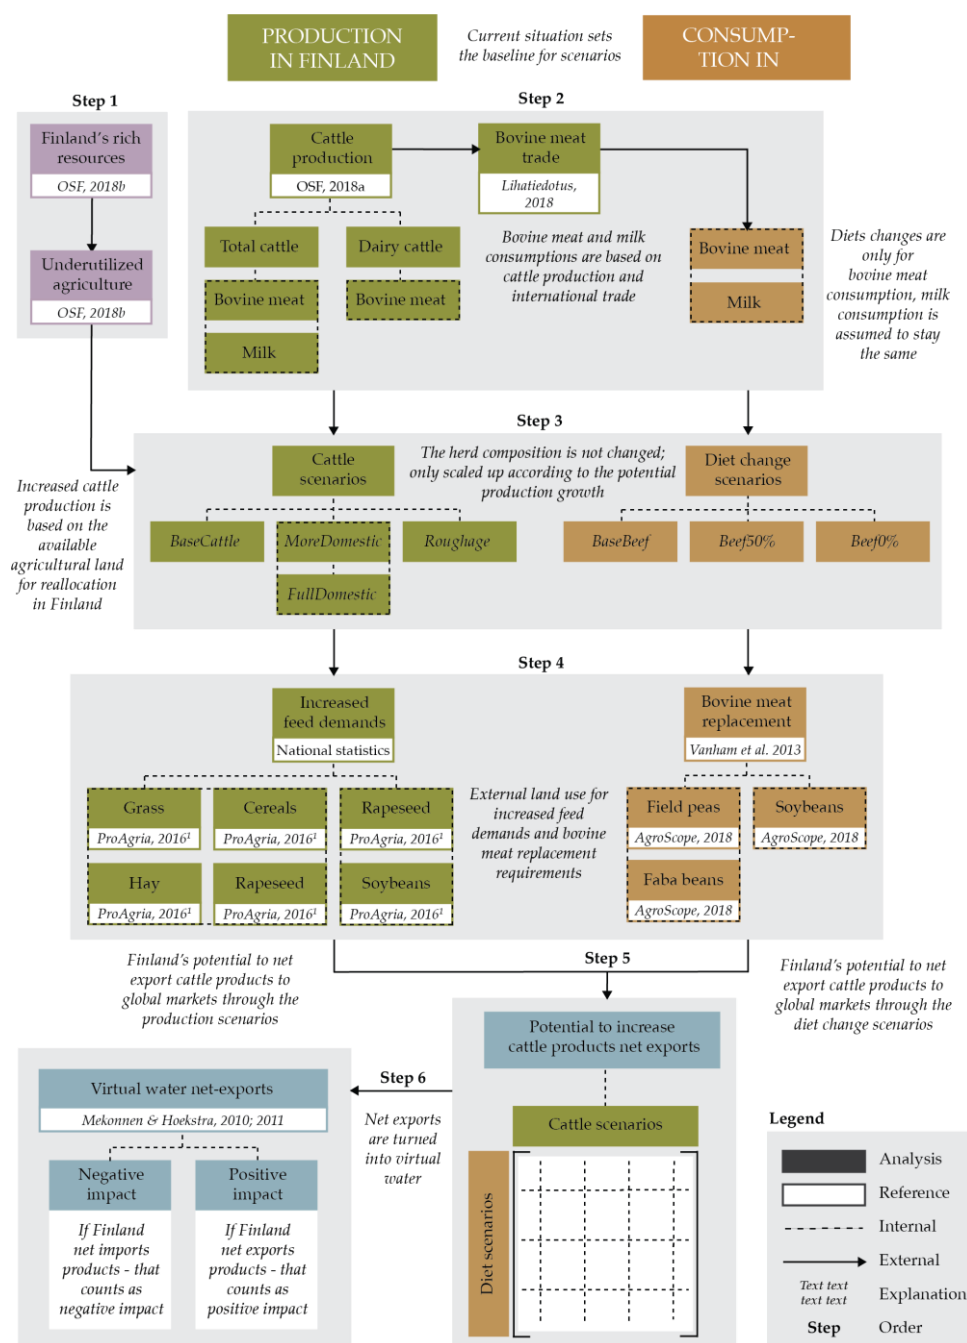 PRODUCTION
IN FINLAND
Current situation sets
the baseline for scenarios
CONSUMP-
TION IN
Step 1
Finland's rich
resources
OSF, 2018b
Underutilized
agriculture
OSF, 2018b
Step 2
Cattle
production
OSF, 2018a
Bovine meat
trade
Lihatiedotus,
2018
Total cattle
Dairy cattle
Bovine meat
Bovine meat
Milk
Bovine meat and milk
consumptions are based on
cattle production and
international trade
Bovine meat
Milk
Diets changes are
only for
bovine meat
consumption, milk
consumption is
assumed to stay
the same
Step 3
Increased cattle
production is
based on the
available
agricultural land
for reallocation
in Finland
Cattle
scenarios
The herd composition is not changed;
only scaled up according to the potential
production growth
Diet change
scenarios
BaseCattle
MoreDomestic
Roughage
FullDomestic
BaseBeef
Beef50%
Beef0%
Step 4
Increased
feed demands
National statistics
Bovine meat
replacement
Vanham et al. 2013
Grass
ProAgria, 2016¹
Cereals
ProAgria, 2016¹
Rapeseed
ProAgria, 2016¹
Hay
ProAgria, 2016¹
Rapeseed
ProAgria, 2016¹
Soybeans
ProAgria, 2016¹
External land use for
increased feed
demands and bovine
meat replacement
requirements
Field peas
AgroScope, 2018
Soybeans
AgroScope, 2018
Faba beans
AgroScope, 2018
Finland's potential to net
export cattle products to
global markets through the
production scenarios
Step 5
Finland's potential to net
export cattle products to
global markets through the
diet change scenarios
Potential to increase
cattle products net exports
Cattle scenarios
Diet scenarios
Step 6
Net exports
are turned
into virtual
water
Virtual water net-exports
Mekonnen & Hoekstra, 2010; 2011
Negative
impact
If Finland
net imports
products - that
counts as
negative impact
Positive
impact
If Finland
net exports
products - that
counts as
positive impact
Legend
Analysis
Reference
Internal
External
Text text
text text
Explanation
Step
Order